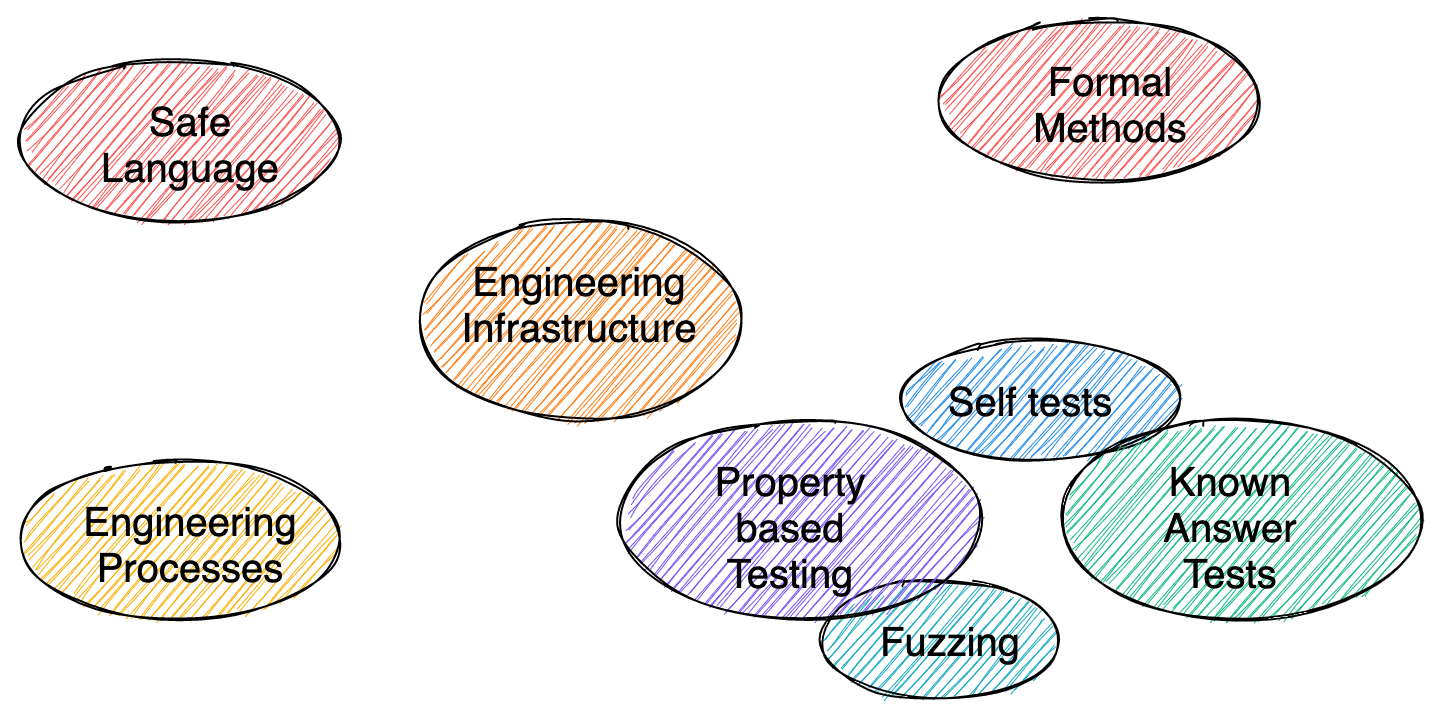 Safe
Language
Formal
Methods
Engineering
Infrastructure
Self tests
Engineering
Processes
Property
based
Testing
Known
Answer
Tests
Fuzzing